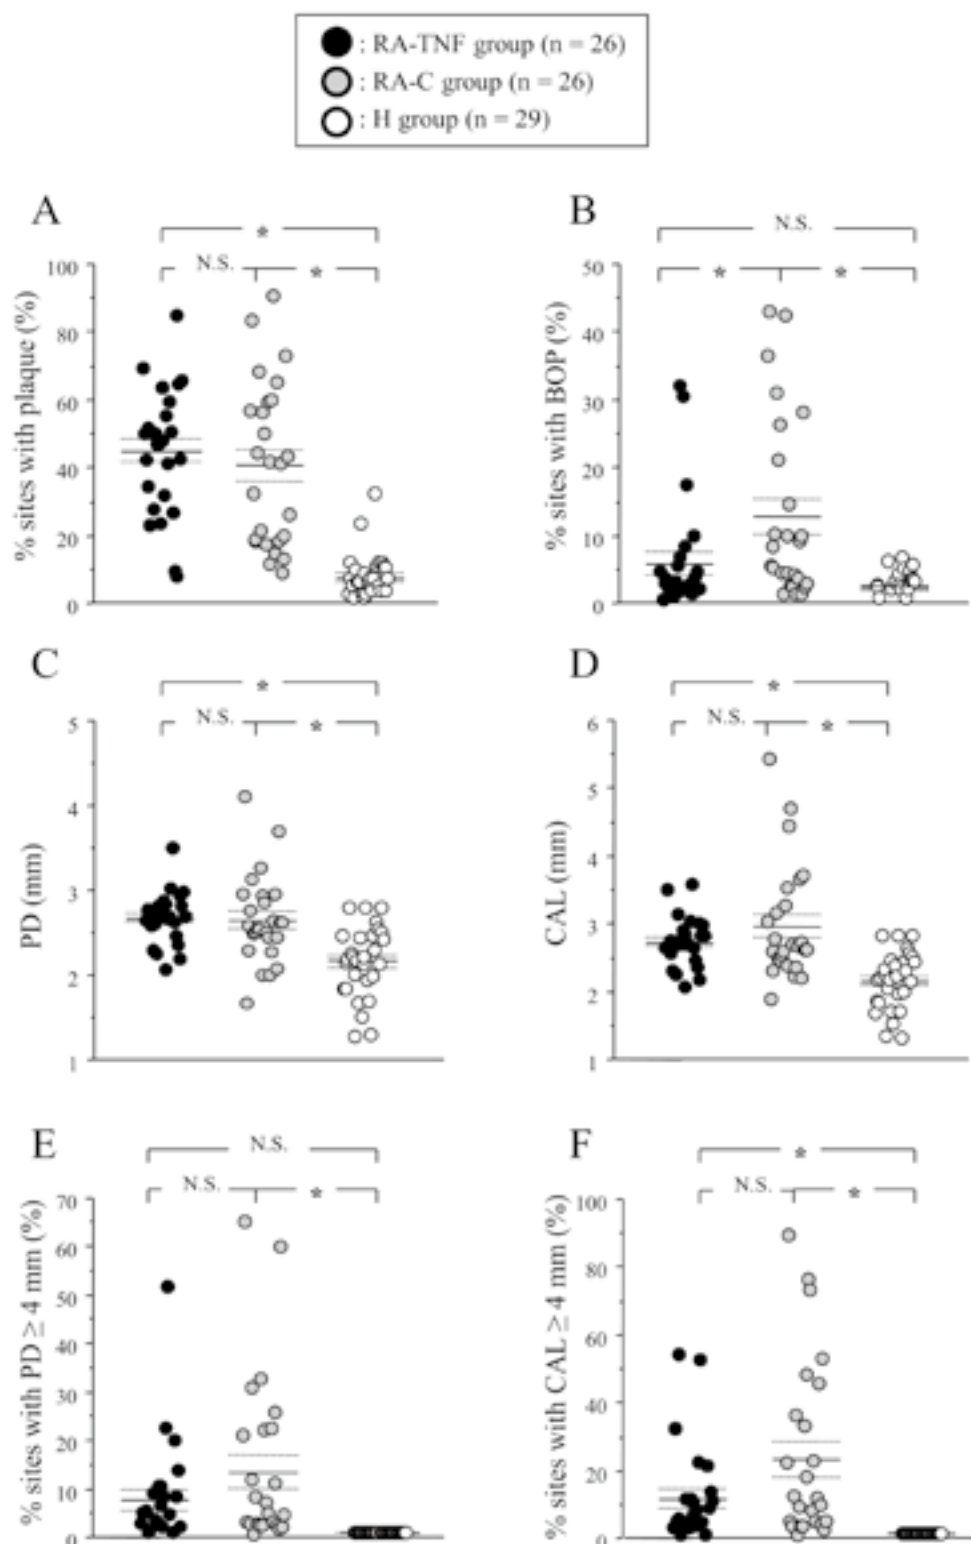 : RA-TNF group (n = 26)
: RA-C group (n = 26)
: H group (n = 29)
A
*
N.S.
*
% sites with plaque (%)
100
80
60
40
20
0
B
N.S.
*
*
% sites with BOP (%)
50
40
30
20
10
0
C
*
N.S.
*
PD (mm)
5
4
3
2
1
D
*
N.S.
*
CAL (mm)
6
5
4
3
2
1
E
N.S.
N.S.
*
% sites with PD ≥ 4 mm (%)
70
60
50
40
30
20
10
0
F
*
N.S.
*
% sites with CAL ≥ 4 mm (%)
100
80
60
40
20
0